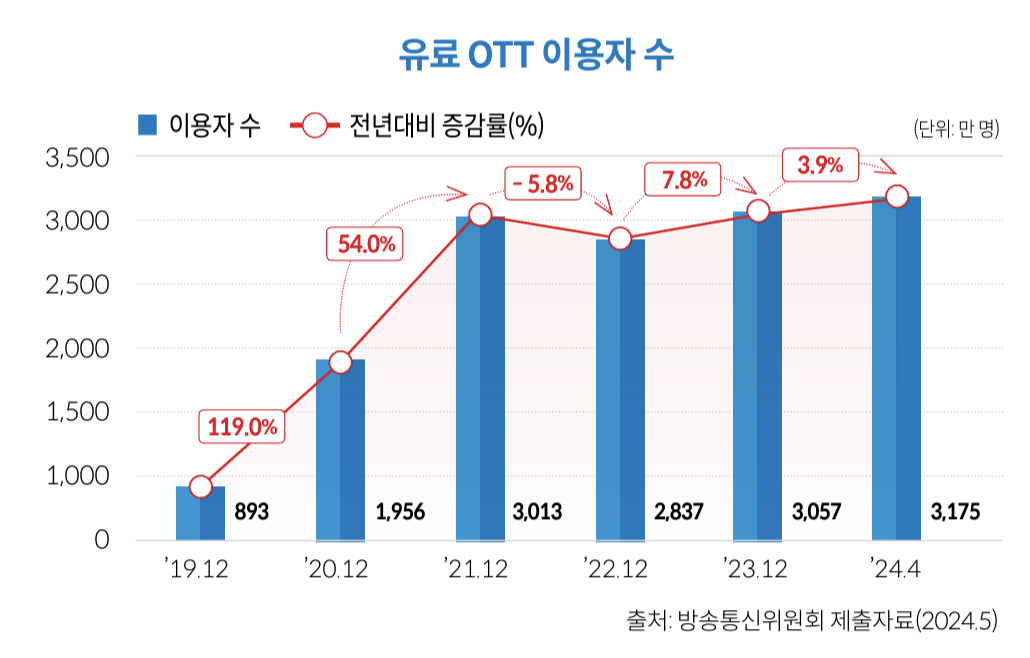 유료 OTT 이용자 수
이용자 수 전년대비 증감률(%)
(단위: 만 명)
3,500
3,000
2,500
2,000
1,500
1,000
0
119.0%
54.0%
- 5.8%
7.8%
3.9%
893 1,956 3,013 2,837 3,057 3,175
’19.12 ’20.12 ’21.12 ’22.12 ’23.12 ’24.4
출처: 방송통신위원회 제출자료(2024.5)